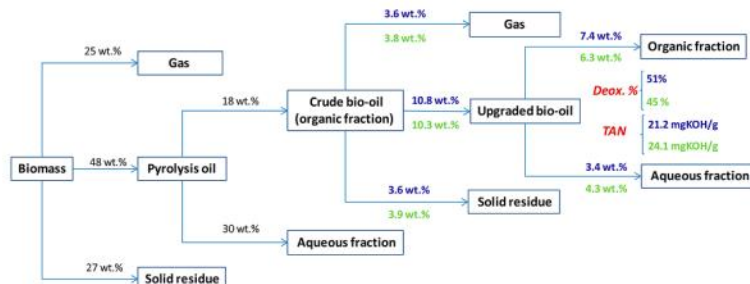 3.6 wt.%
Gas
3.8 wt.%
7.4 wt.%
Organic fraction
6.3 wt.%
25 wt.%
Gas
51%
Deox. %
45 %
18 wt.%
Crude bio-oil
(organic fraction)
10.8 wt.%
10.3 wt.%
Upgraded bio-oil
TAN
21.2 mgKOH/g
24.1 mgKOH/g
Biomass
48 wt.%
Pyrolysis oil
3.4 wt.%
Aqueous fraction
4.3 wt.%
3.6 wt.%
Solid residue
3.9 wt.%
30 wt.%
Aqueous fraction
27 wt.%
Solid residue